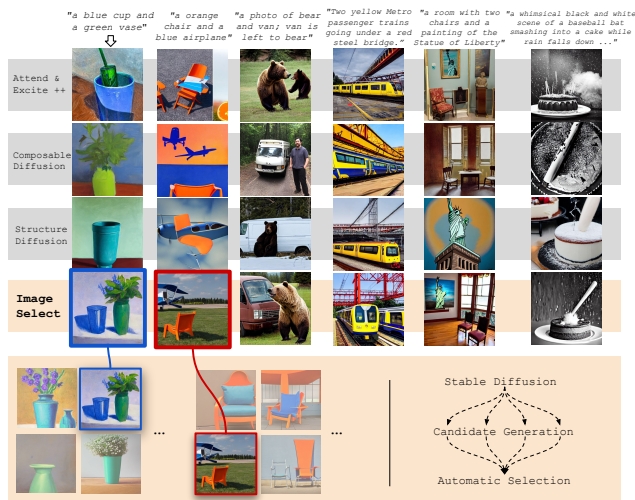 "a blue cup and
a green vase"
"a orange
chair and a
blue airplane"
"a photo of bear
and van; van is
left to bear"
"Two yellow Metro
passenger trains
going under a red
steel bridge."
"a room with two
chairs and a
painting of the
Statue of Liberty"
"a whimsical black and white
scene of a baseball bat
smashing into a cake while
rain falls down ..."
Attend &
Excite ++
Composable
Diffusion
Structure
Diffusion
Image
Select
...
...
Stable Diffusion
Candidate Generation
Automatic Selection